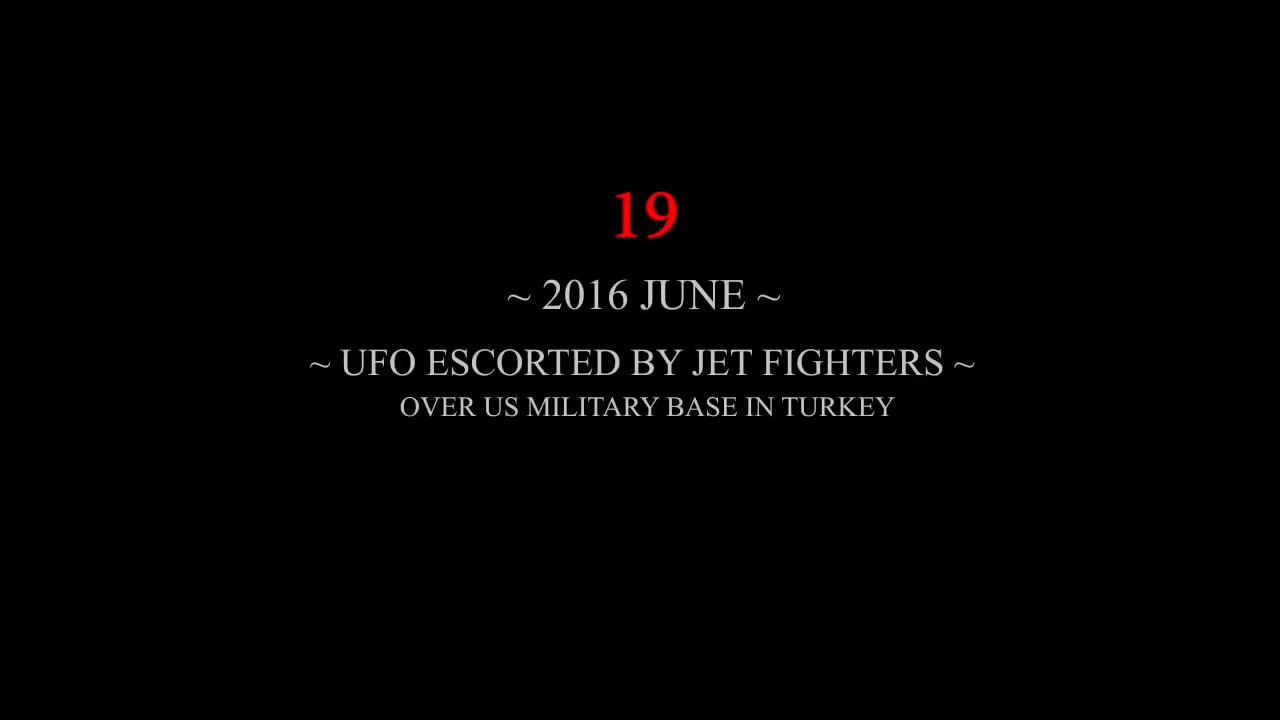 19
~ 2016 JUNE ~
~ UFO ESCORTED BY JET FIGHTERS ~
OVER US MILITARY BASE IN TURKEY